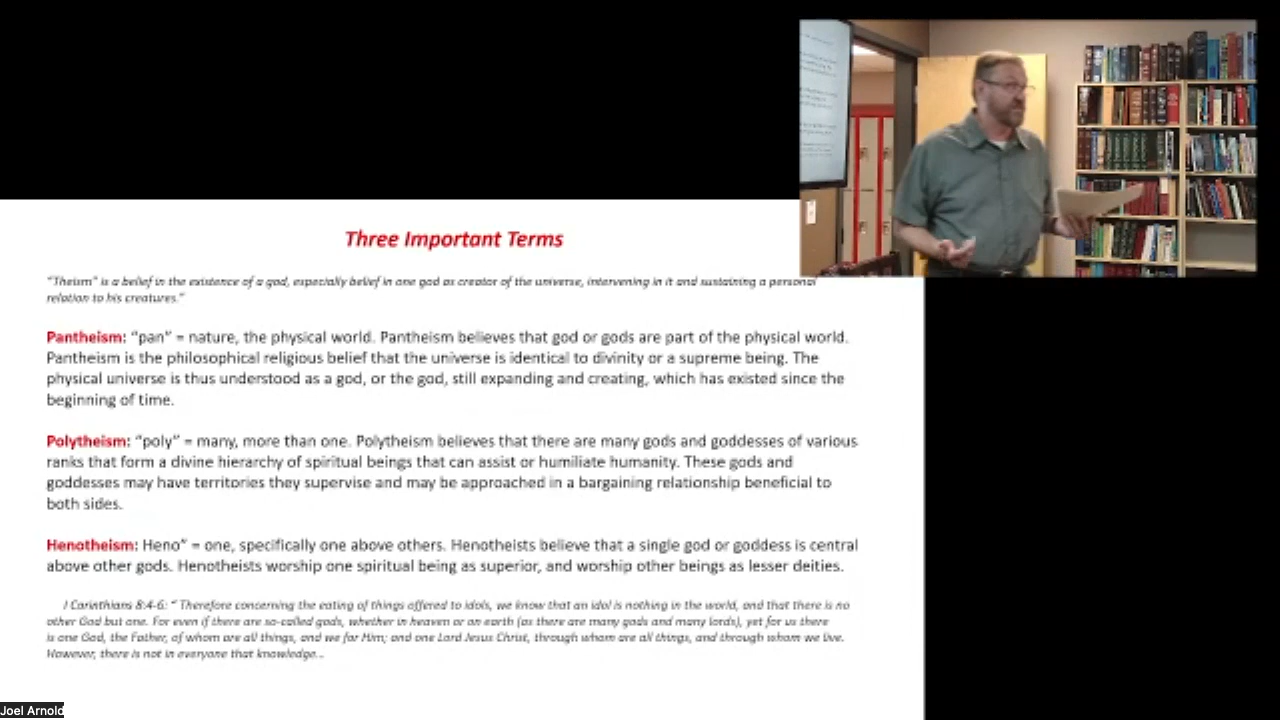 Three Important Terms
“Theism” is a belief in the existence of a god, especially belief in one god as creator of the universe, intervening in it and sustaining a personal
relation to his creatures.”
Pantheism: “pan” = nature, the physical world. Pantheism believes that god or gods are part of the physical world.
Pantheism is the philosophical religious belief that the universe is identical to divinity or a supreme being. The
physical universe is thus understood as a god, or the god, still expanding and creating, which has existed since the
beginning of time.
Polytheism: “poly” = many, more than one. Polytheism believes that there are many gods and goddesses of various
ranks that form a divine hierarchy of spiritual beings that can assist or humiliate humanity. These gods and
goddesses may have territories they supervise and may be approached in a bargaining relationship beneficial to
both sides.
Henotheism: Heno” = one, specifically one above others. Henotheists believe that a single god or goddess is central
above other gods. Henotheists worship one spiritual being as superior, and worship other beings as lesser deities.
I Corinthians 8:4-6: “ Therefore concerning the eating of things offered to idols, we know that an idol is nothing in the world, and that there is no
other God but one. For even if there are so-called gods, whether in heaven or on earth (as there are many gods and many lords), yet for us there
is one God, the Father, of whom are all things, and we for Him; and one Lord Jesus Christ, through whom are all things, and through whom we live.
However, there is not in everyone that knowledge...
Joel Arnold